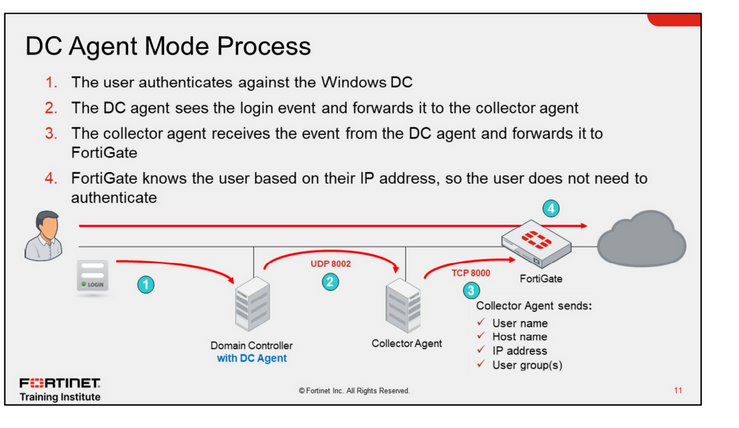 DC Agent Mode Process
1. The user authenticates against the Windows DC
2. The DC agent sees the login event and forwards it to the collector agent
3. The collector agent receives the event from the DC agent and forwards it to
FortiGate
4. FortiGate knows the user based on their IP address, so the user does not need to
authenticate
4
UDP 8002
TCP 8000
FortiGate
LOGIN
1
2
3
Collector Agent sends:
✓ User name
✓ Host name
✓ IP address
✓ User group(s)
Domain Controller
with DC Agent
Collector Agent
FORTINET
Training Institute
© Fortinet Inc. All Rights Reserved.
11